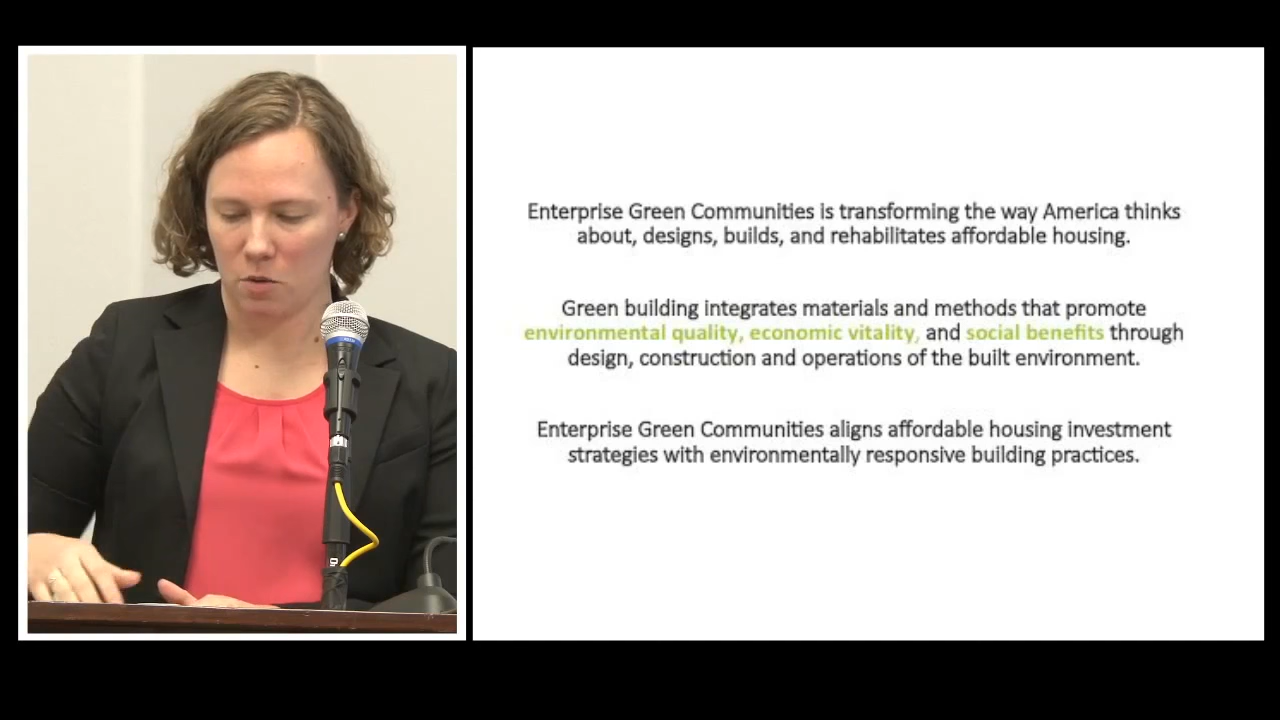 Enterprise Green Communities is transforming the way America thinks
about, designs, builds, and rehabilitates affordable housing.
Green building integrates materials and methods that promote
environmental quality, economic vitality, and social benefits through
design, construction and operations of the built environment.
Enterprise Green Communities aligns affordable housing investment
strategies with environmentally responsive building practices.